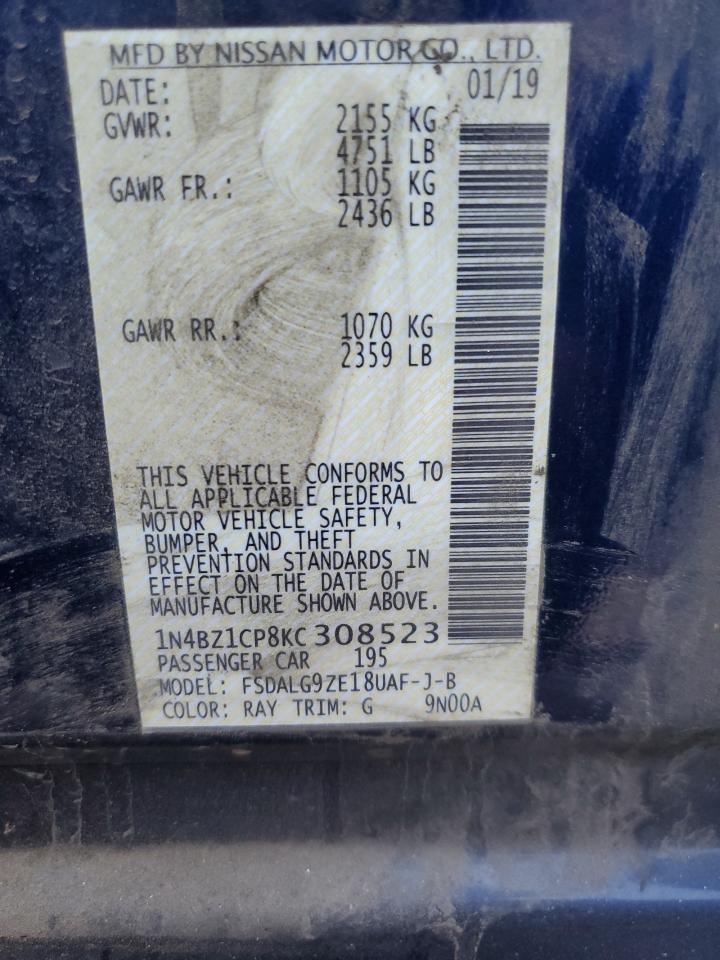 MFD BY NISSAN MOTOR CO., LTD.
DATE: 01/19
GVWR: 2155 KG
4751 LB
GAWR FR.: 1105 KG
2436 LB
GAWR RR.: 1070 KG
2359 LB
THIS VEHICLE CONFORMS TO
ALL APPLICABLE FEDERAL
MOTOR VEHICLE SAFETY,
BUMPER, AND THEFT
PREVENTION STANDARDS IN
EFFECT ON THE DATE OF
MANUFACTURE SHOWN ABOVE.
1N4BZ1CP8KC 308523
PASSENGER CAR 195
MODEL: FSDALG9ZE18UAF-J-B
COLOR: RAY TRIM: G 9N00A